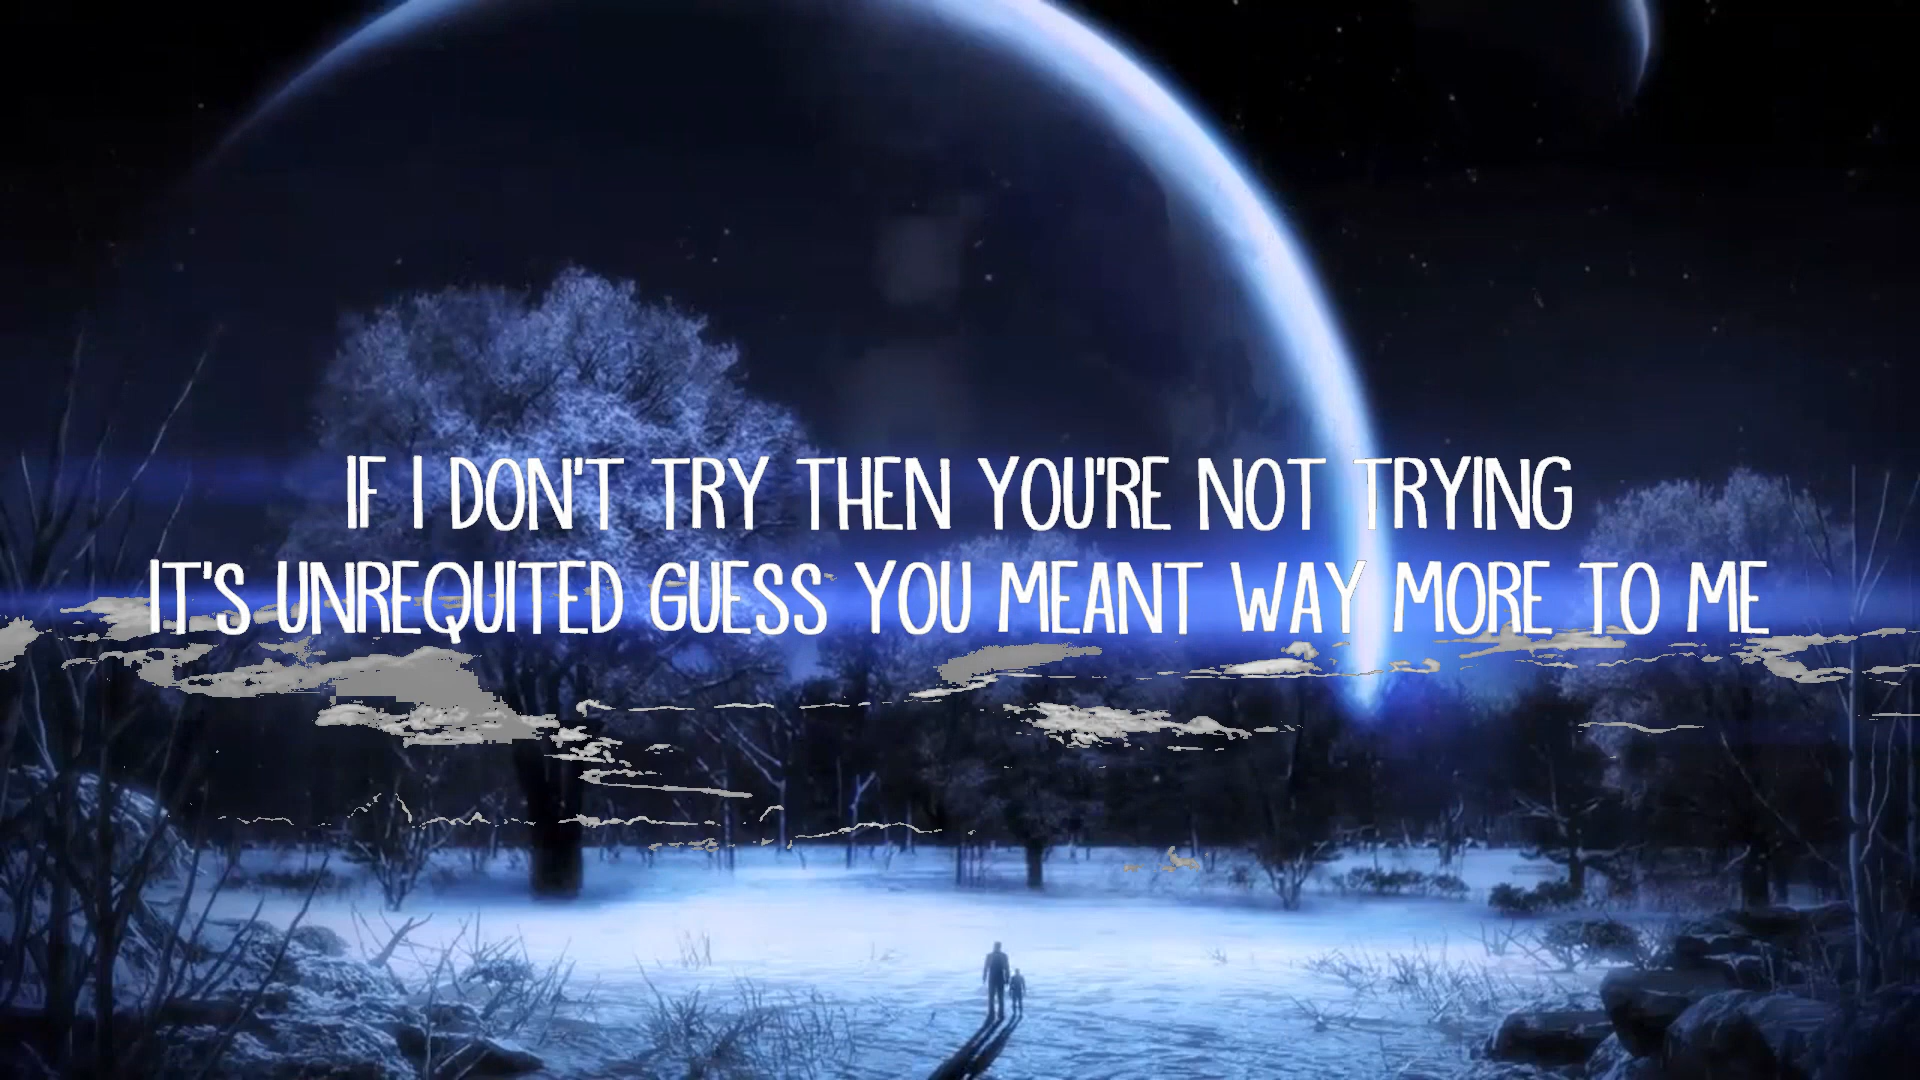 IF I DON'T TRY THEN YOU'RE NOT TRYING
IT'S UNREQUITED GUESS YOU MEANT WAY MORE TO ME